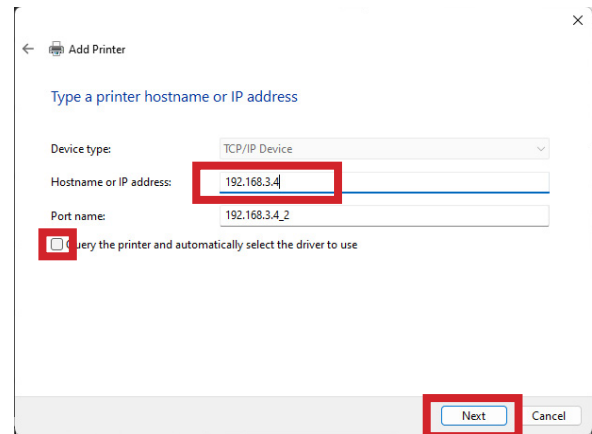 Add Printer
Type a printer hostname or IP address
Device type: TCP/IP Device
Hostname or IP address: 192.168.3.4
Port name: 192.168.3.4_2
Query the printer and automatically select the driver to use
Next Cancel